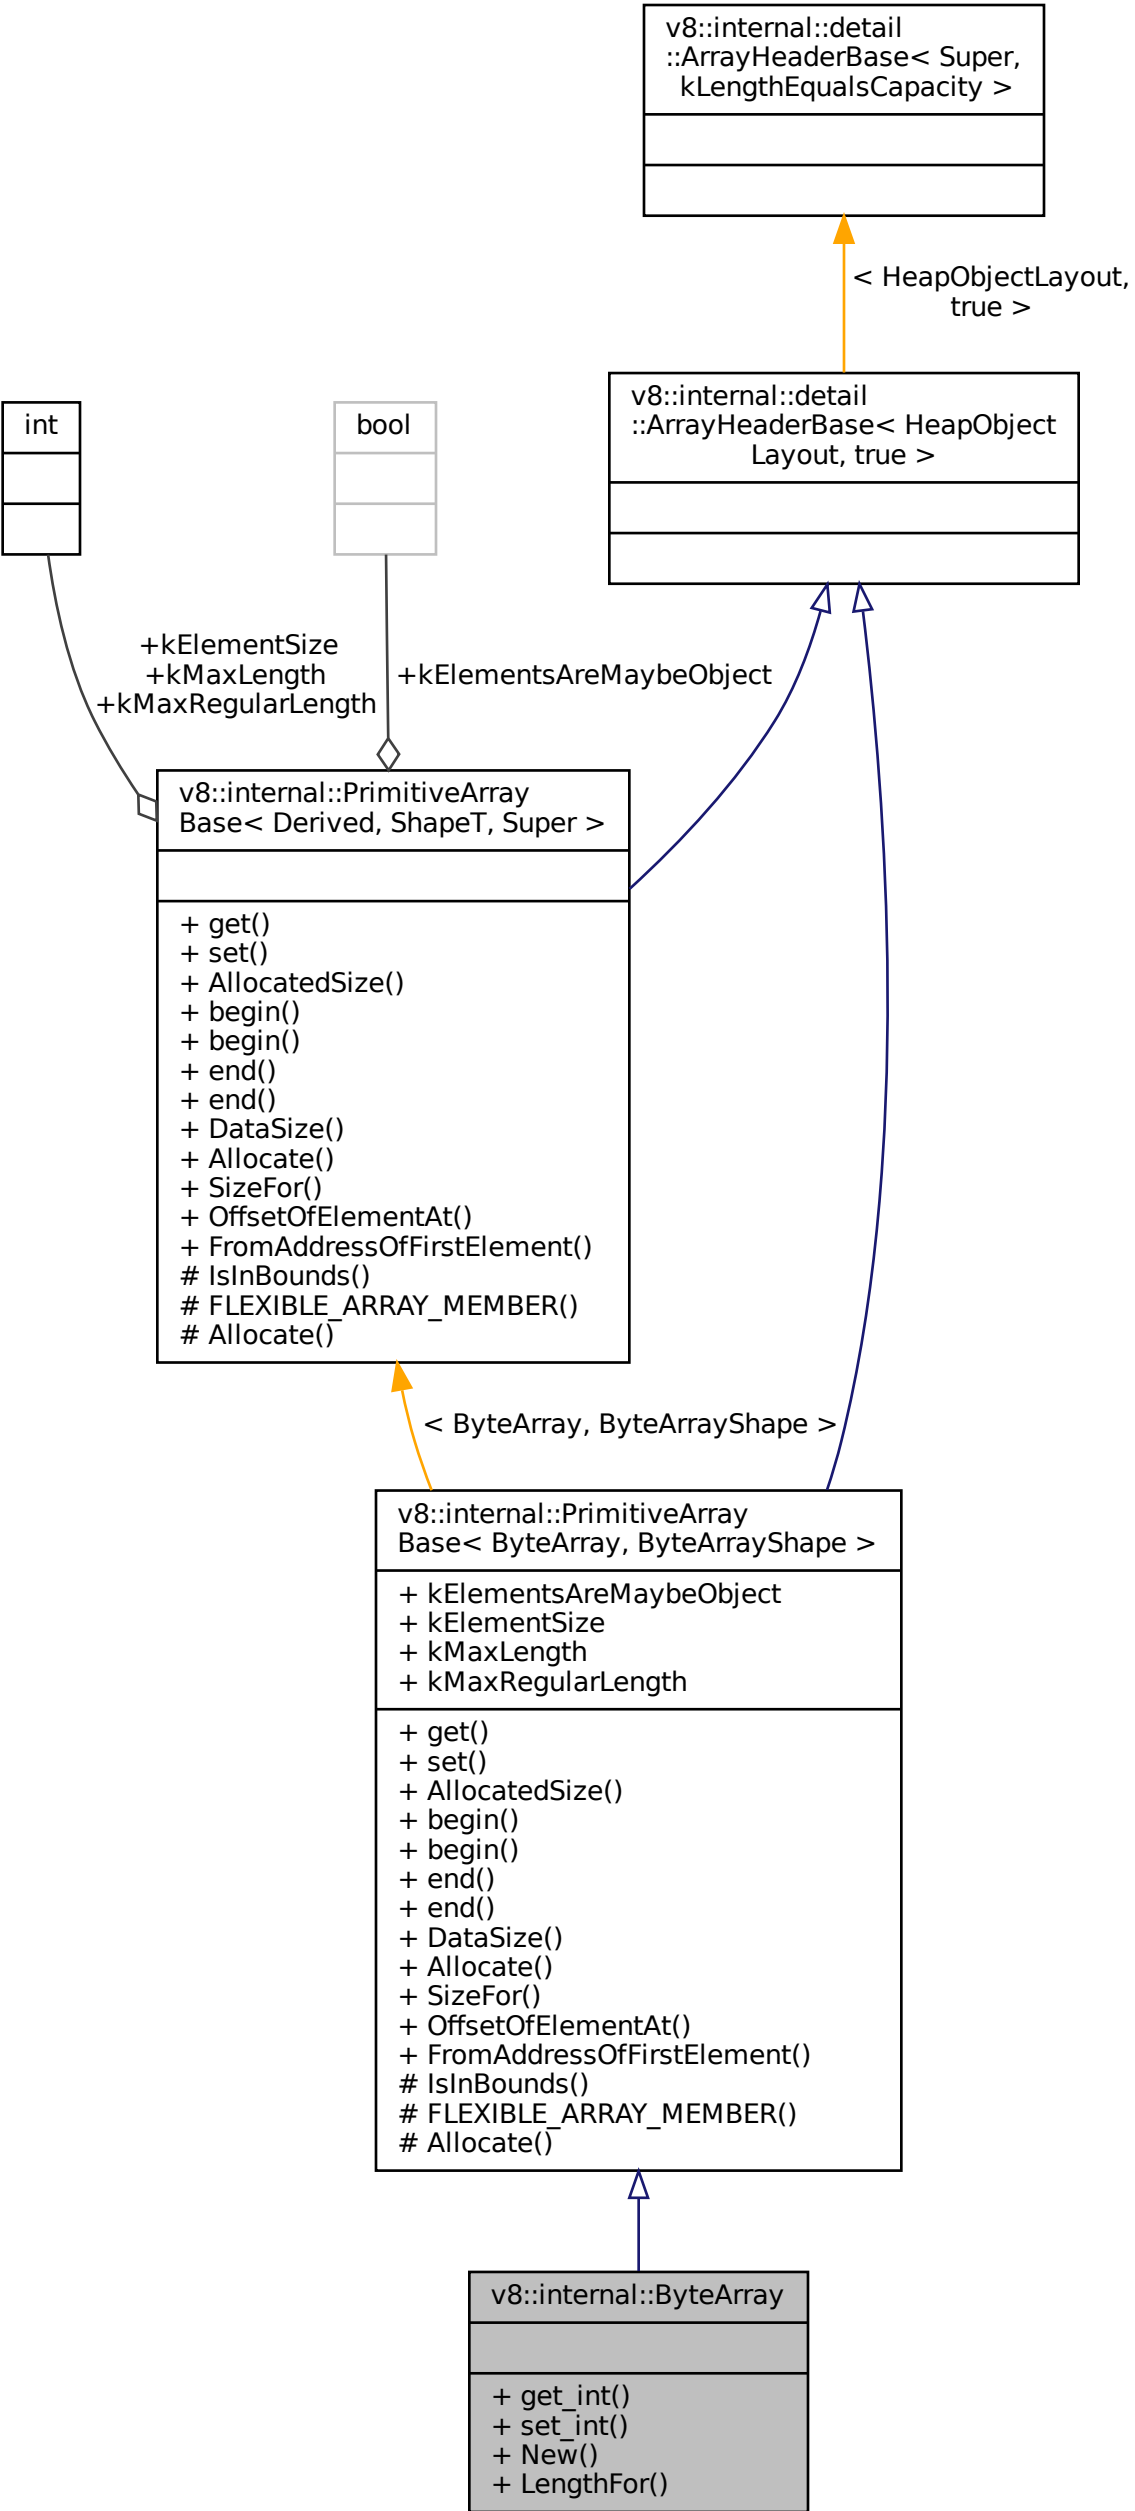 v8::internal::detail
::ArrayHeaderBase< Super,
kLengthEqualsCapacity >
< HeapObjectLayout,
true >
v8::internal::detail
::ArrayHeaderBase< HeapObject
Layout, true >
int
bool
+kElementSize
+kMaxLength
+kMaxRegularLength
+kElementsAreMaybeObject
v8::internal::PrimitiveArray
Base< Derived, ShapeT, Super >
+ get()
+ set()
+ AllocatedSize()
+ begin()
+ begin()
+ end()
+ end()
+ DataSize()
+ Allocate()
+ SizeFor()
+ OffsetOfElementAt()
+ FromAddressOfFirstElement()
# IsInBounds()
# FLEXIBLE_ARRAY_MEMBER()
# Allocate()
< ByteArray, ByteArrayShape >
v8::internal::PrimitiveArray
Base< ByteArray, ByteArrayShape >
+ kElementsAreMaybeObject
+ kElementSize
+ kMaxLength
+ kMaxRegularLength
+ get()
+ set()
+ AllocatedSize()
+ begin()
+ begin()
+ end()
+ end()
+ DataSize()
+ Allocate()
+ SizeFor()
+ OffsetOfElementAt()
+ FromAddressOfFirstElement()
# IsInBounds()
# FLEXIBLE_ARRAY_MEMBER()
# Allocate()
v8::internal::ByteArray
+ get_int()
+ set_int()
+ New()
+ LengthFor()